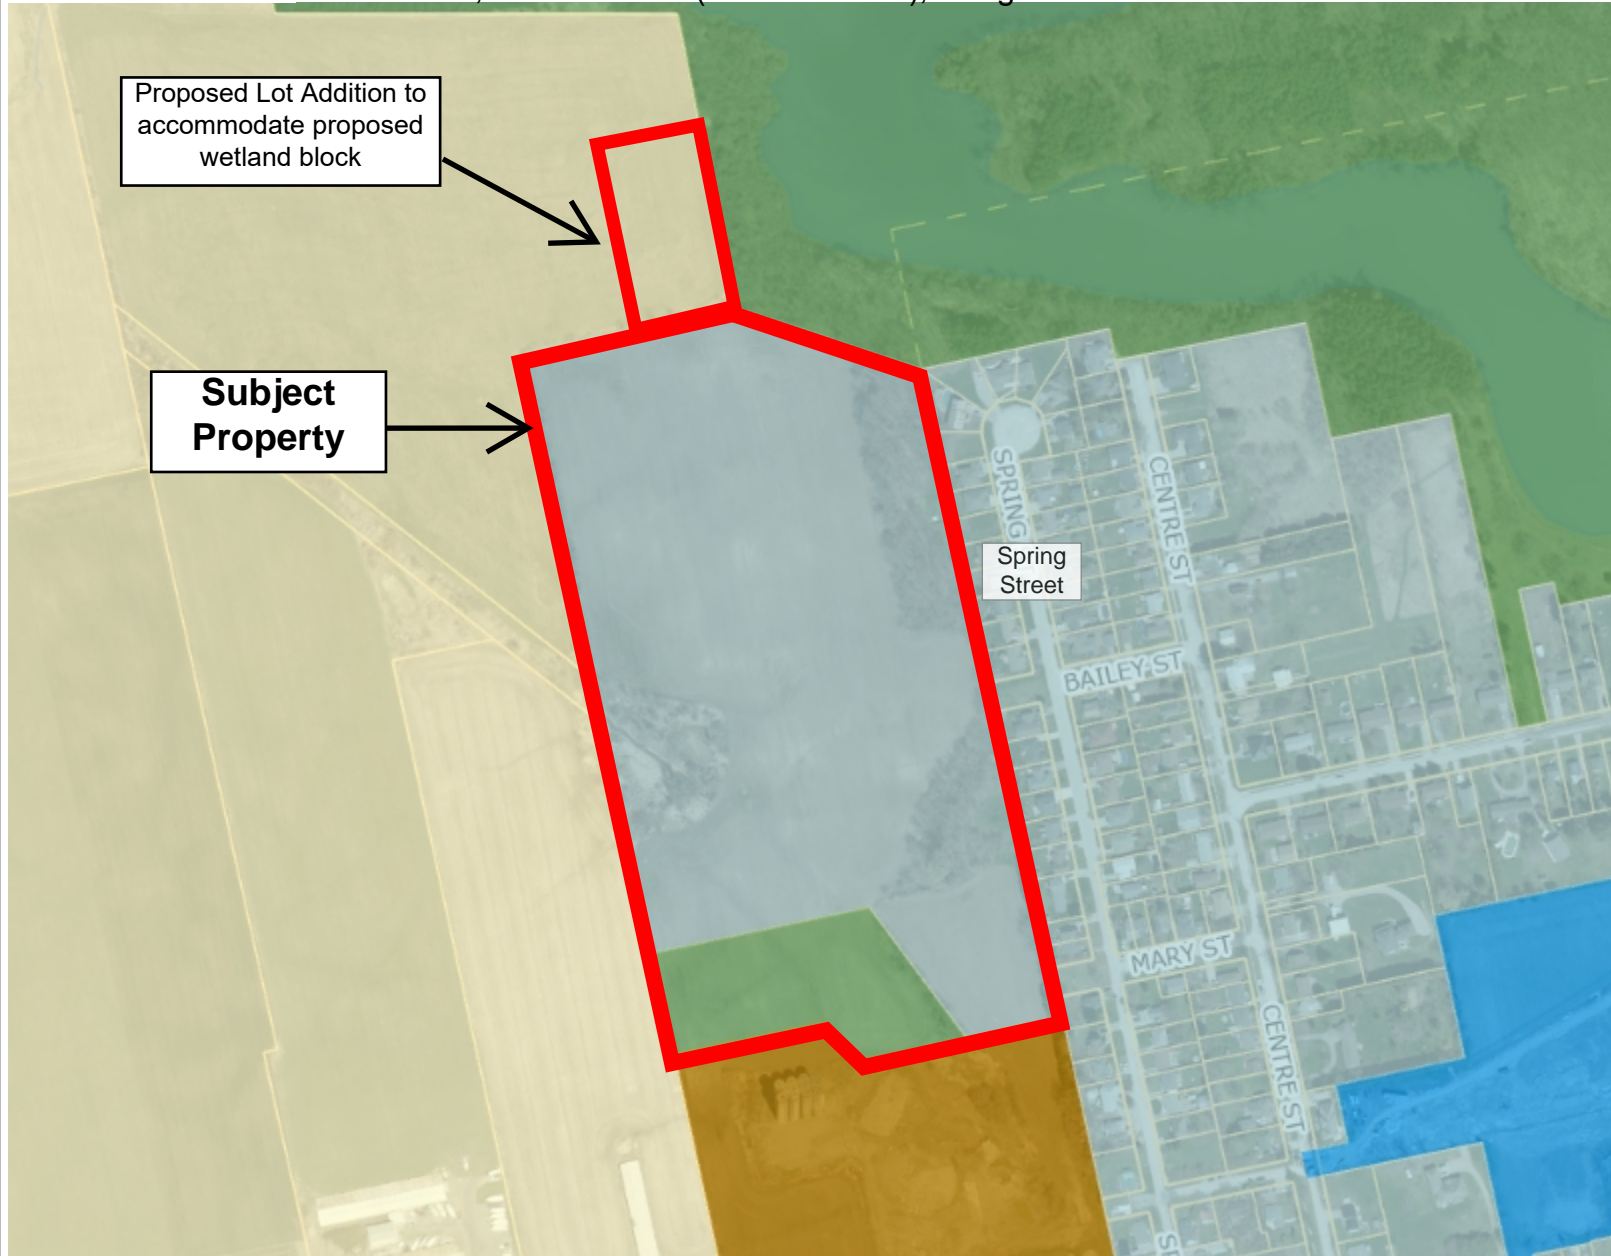 Proposed Lot Addition to
accommodate proposed
wetland block
Subject
Property
SPRING
Spring
Street
CENTRE ST
BAILEY ST
MARY ST
CENTRE ST